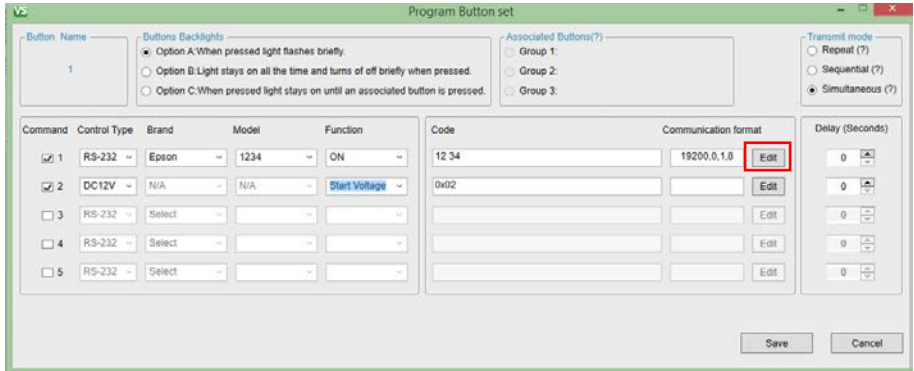 VS Program Button set
Button Name
1
Buttons Backlights
Option A:When pressed light flashes briefly.
Option B:Light stays on all the time and turns of off briefly when pressed.
Option C:When pressed light stays on until an associated button is pressed.
Associated Buttons(?)
Group 1:
Group 2:
Group 3:
Transmit mode
Repeat (?)
Sequential (?)
Simultaneous (?)
Command Control Type Brand Model Function Code Communication format Delay (Seconds)
1 RS-232 Epson 1234 ON 12 34 19200,0,1,8 Edit 0
2 DC12V N/A N/A Start Voltage 0x02 Edit 0
3 RS-232 Select Edit 0
4 RS-232 Select Edit 0
5 RS-232 Select Edit 0
Save Cancel